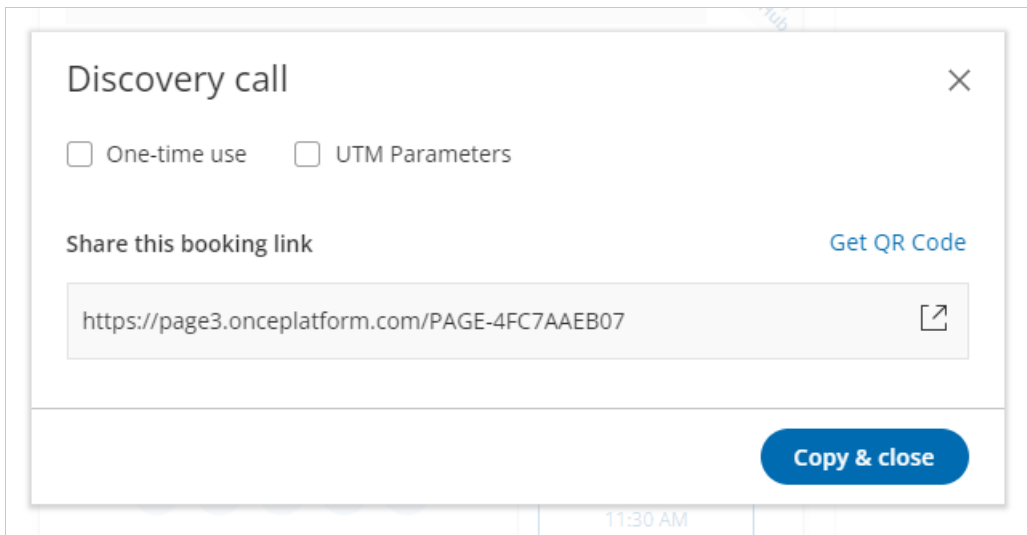 Hub
Discovery call
One-time use
UTM Parameters
Share this booking link
Get QR Code
https://page3.onceplatform.com/PAGE-4FC7AAEB07
Copy & close
11:30 AM